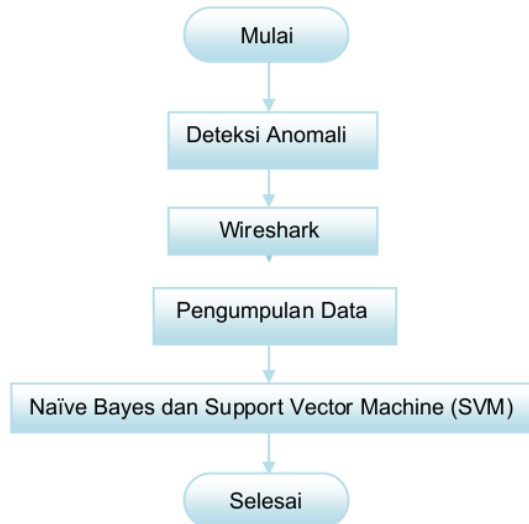 Mulai
Deteksi Anomali
Wireshark
Pengumpulan Data
Naïve Bayes dan Support Vector Machine (SVM)
Selesai